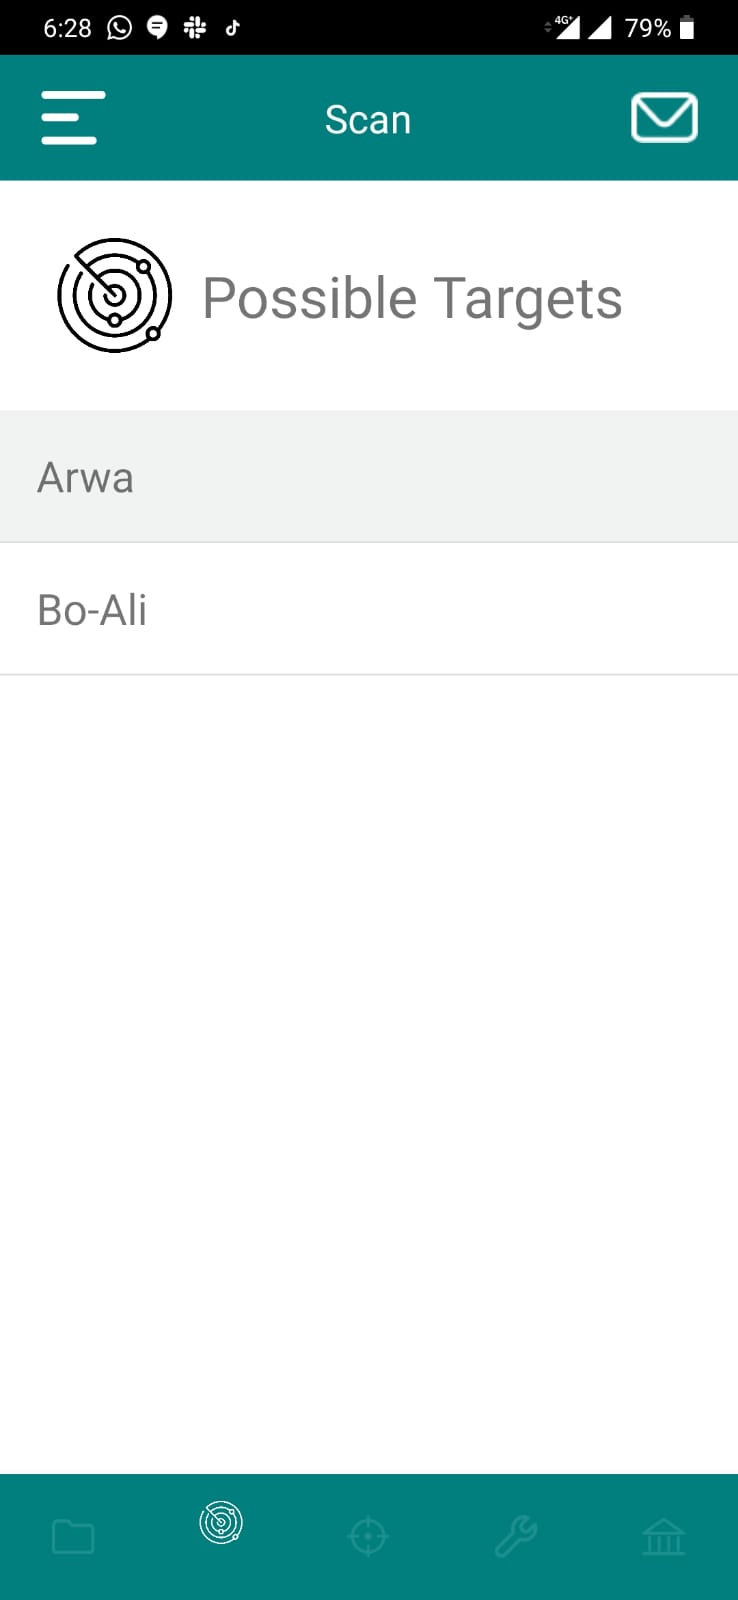 6:28
4G+ 79%
Scan
Possible Targets
Arwa
Bo-Ali